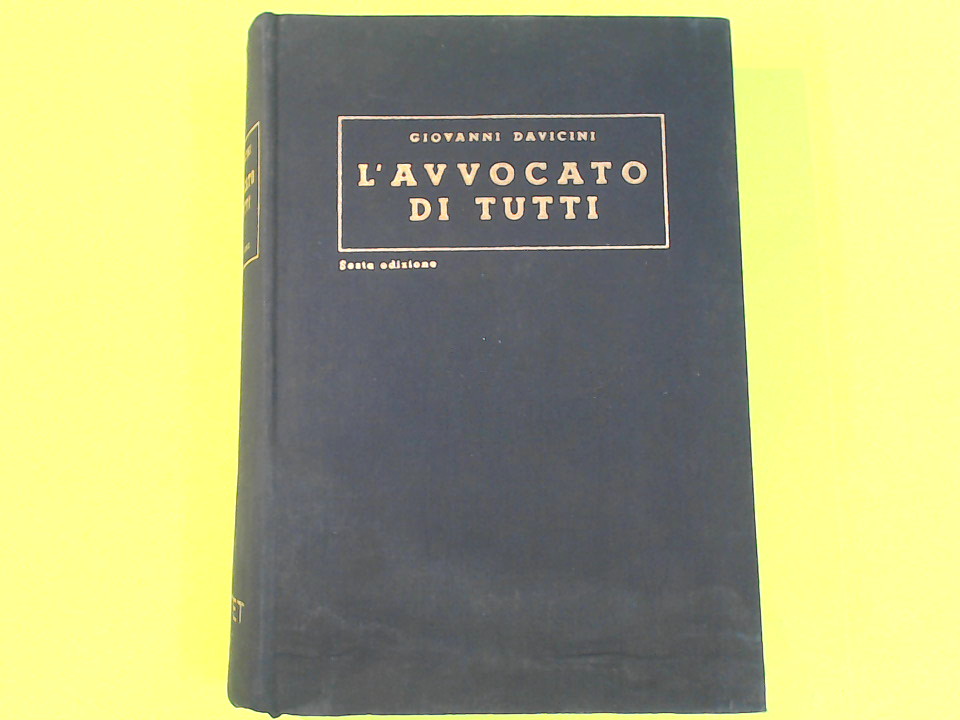 GIOVANNI DAVICINI
L'AVVOCATO
DI TUTTI
Sesta edizione